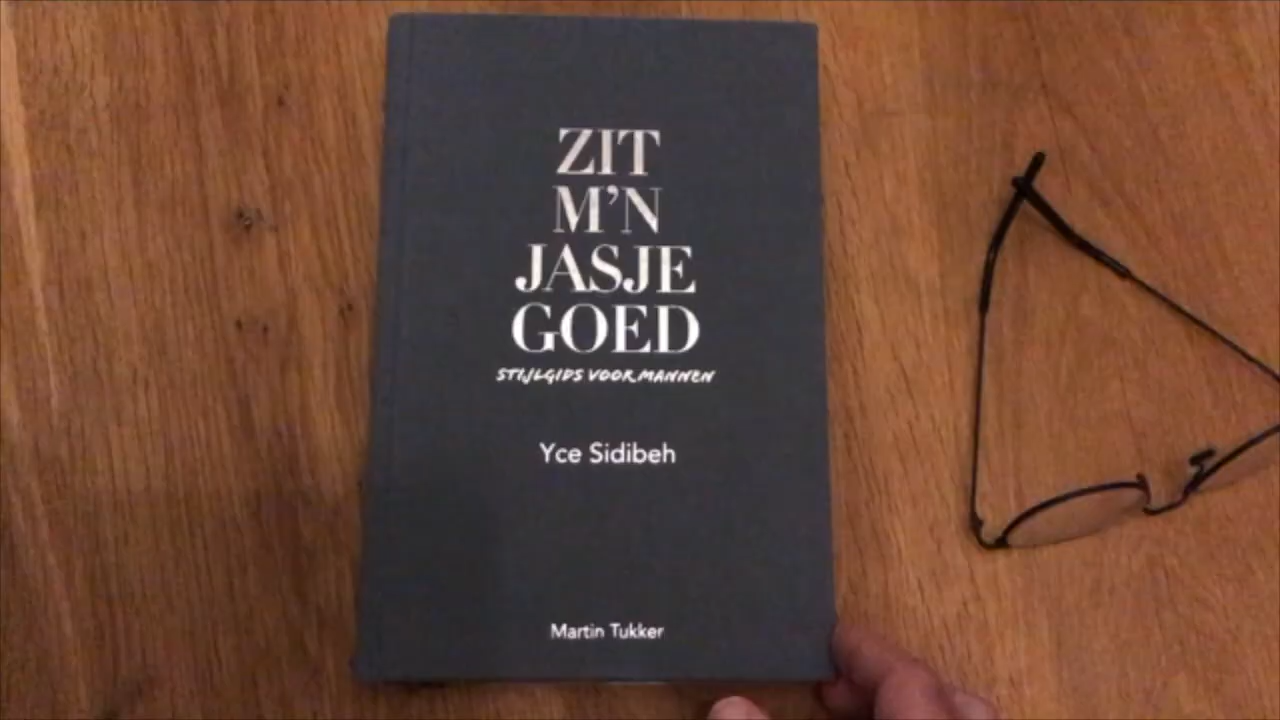 ZIT
M'N
JASJE
GOED
STIJLGIDS VOOR MANNEN
Yce Sidibeh
Martin Tukker